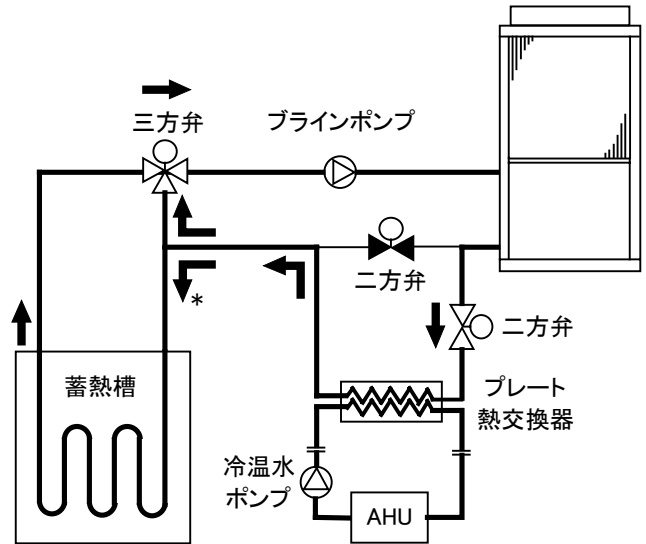 三方弁
ブラインポンプ
二方弁
二方弁
*
蓄熱槽
プレート
熱交換器
冷温水
ポンプ
AHU